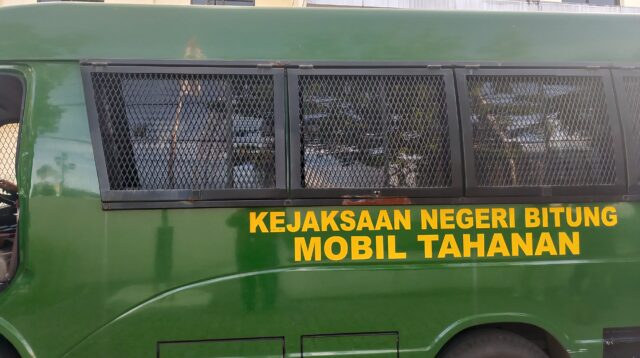 KEJAKSAAN NEGERI BITUNG
MOBIL TAHANAN